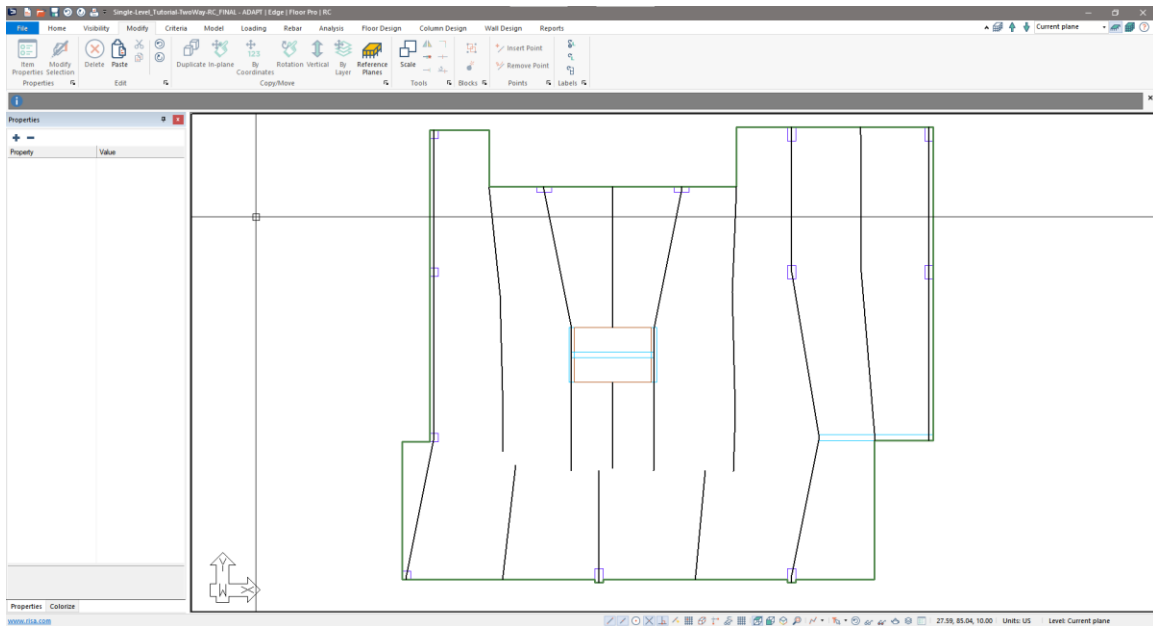 Single-Level_Tutorial-TwoWay-RC_FINAL - ADAPT | Edge | Floor Pro | RC
File Home Visibility Modify Criteria Model Loading Rebar Analysis Floor Design Column Design Wall Design Reports Current plane
Item Properties Modify Selection Delete Paste Duplicate In-plane By Coordinates Rotation Vertical By Layer Reference Planes Scale Insert Point Remove Point
123
Properties Edit Copy/Move Tools Blocks Points Labels
Properties
Property Value
Y
W X
Properties Colorize
www.risa.com 27.59, 85.04, 10.00 Units: US Level: Current plane